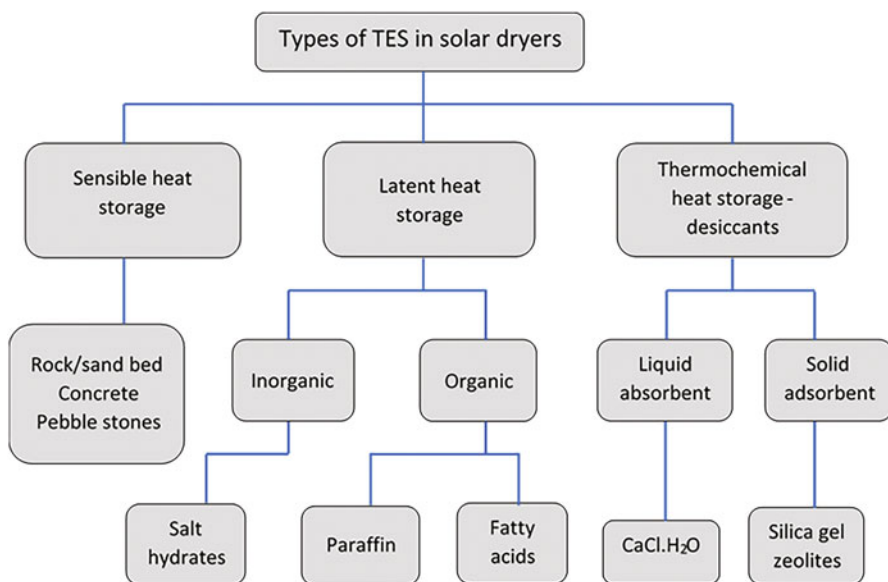 Types of TES in solar dryers
Sensible heat
storage
Latent heat
storage
Thermochemical
heat storage-
desiccants
Rock/sand bed
Concrete
Pebble stones
Inorganic
Organic
Liquid
absorbent
Solid
adsorbent
Salt
hydrates
Paraffin
Fatty
acids
CaCl.H₂O
Silica gel
zeolites